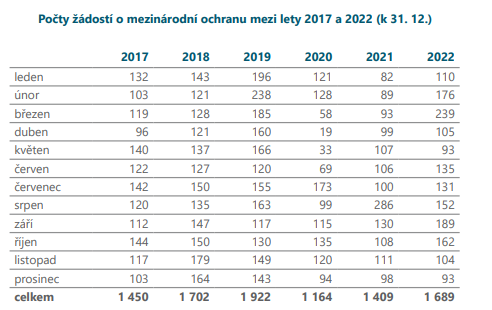 Počty žádostí o mezinárodní ochranu mezi lety 2017 a 2022 (k 31. 12.)
2017 2018 2019 2020 2021 2022
leden 132 143 196 121 82 110
únor 103 121 238 128 89 176
březen 119 128 185 58 93 239
duben 96 121 160 19 99 105
květen 140 137 166 33 107 93
červen 122 127 120 69 106 135
červenec 142 150 155 173 100 131
srpen 120 135 163 99 286 152
září 112 147 117 115 130 189
říjen 144 150 130 135 108 162
listopad 117 179 149 120 111 104
prosinec 103 164 143 94 98 93
celkem 1 450 1 702 1 922 1 164 1 409 1 689